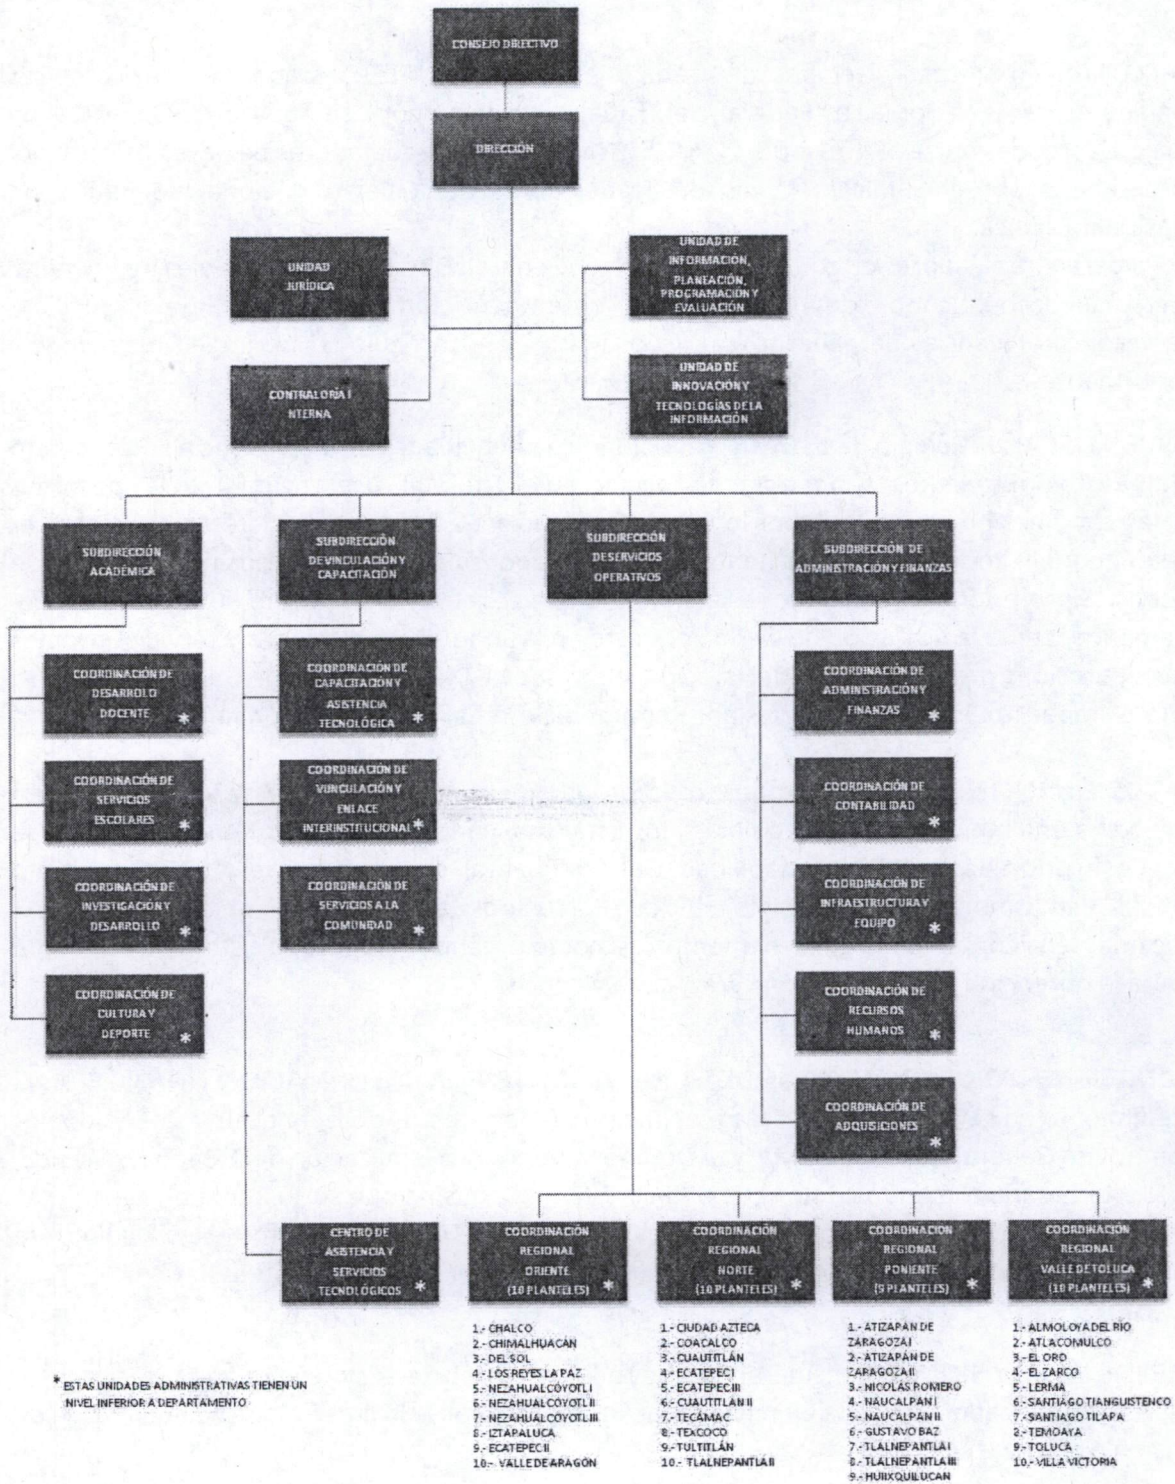 CONSEJO DIRECTIVO
DIRECCIÓN
UNIDAD
JURÍDICA
UNIDAD DE
INFORMACIÓN,
PLANEACIÓN,
PROGRAMACIÓN Y
EVALUACIÓN
CONTRALORÍA I
NTERNA
UNIDAD DE
INNOVACIÓN Y
TECNOLOGÍAS DE LA
INFORMACIÓN
SUBDIRECCIÓN
ACADÉMICA
SUBDIRECCIÓN
DE VINCULACIÓN Y
CAPACITACIÓN
SUBDIRECCIÓN
DE SERVICIOS
OPERATIVOS
SUBDIRECCIÓN DE
ADMINISTRACIÓN Y FINANZAS
COORDINACIÓN DE
DESARROLO
DOCENTE *
COORDINACIÓN DE
SERVICIOS
ESCOLARES *
COORDINACIÓN DE
INVESTIGACIÓN Y
DESARROLLO *
COORDINACIÓN DE
CULTURA Y
DEPORTE *
COORDINACIÓN DE
CAPACITACIÓN Y
ASISTENCIA
TECNOLÓGICA *
COORDINACIÓN DE
VINCULACIÓN Y
ENLACE
INTERINSTITUCIONAL *
COORDINACIÓN DE
SERVICIOS A LA
COMUNIDAD *
COORDINACIÓN DE
ADMINISTRACIÓN Y
FINANZAS *
COORDINACIÓN DE
CONTABILIDAD *
COORDINACIÓN DE
INFRAESTRUCTURA Y
EQUIPO *
COORDINACIÓN DE
RECURSOS
HUMANOS *
COORDINACIÓN DE
ADQUISICIONES *
CENTRO DE
ASISTENCIA Y
SERVICIOS
TECNOLÓGICOS *
COORDINACIÓN
REGIONAL
ORIENTE
(10 PLANTELES) *
COORDINACIÓN
REGIONAL
NORTE
(10 PLANTELES) *
COORDINACIÓN
REGIONAL
PONIENTE
(9 PLANTELES) *
COORDINACIÓN
REGIONAL
VALLE DE TOLUCA
(10 PLANTELES) *
1.- CHALCO
2.- CHIMALHUACÁN
3.- DEL SOL
4.- LOS REYES LA PAZ
5.- NEZAHUALCÓYOTL I
6.- NEZAHUALCÓYOTL II
7.- NEZAHUALCÓYOTL III
8.- IZTAPALUCA
9.- ECATEPEC II
10.- VALLE DE ARAGÓN
1.- CIUDAD AZTECA
2.- COACALCO
3.- CUAUTITLÁN
4.- ECATEPEC I
5.- ECATEPEC III
6.- CUAUTITLAN II
7.- TECÁMAC
8.- TEXCOCO
9.- TULTITLÁN
10.- TLALNEPANTLA II
1.- ATIZAPÁN DE
ZARAGOZA I
2.- ATIZAPÁN DE
ZARAGOZA II
3.- NICOLÁS ROMERO
4.- NAUCALPAN I
5.- NAUCALPAN II
6.- GUSTAVO BAZ
7.- TLALNEPANTLA I
8.- TLALNEPANTLA III
9.- HUIIXQUILUCAN
1.- ALMOLOYA DEL RÍO
2.- ATLACOMULCO
3.- EL ORO
4.- EL ZARCO
5.- LERMA
6.- SANTIAGO TIANGUISTENCO
7.- SANTIAGO TILAPA
8.- TEMOAYA
9.- TOLUCA
10.- VILLA VICTORIA
* ESTAS UNIDADES ADMINISTRATIVAS TIENEN UN
NIVEL INFERIOR A DEPARTAMENTO